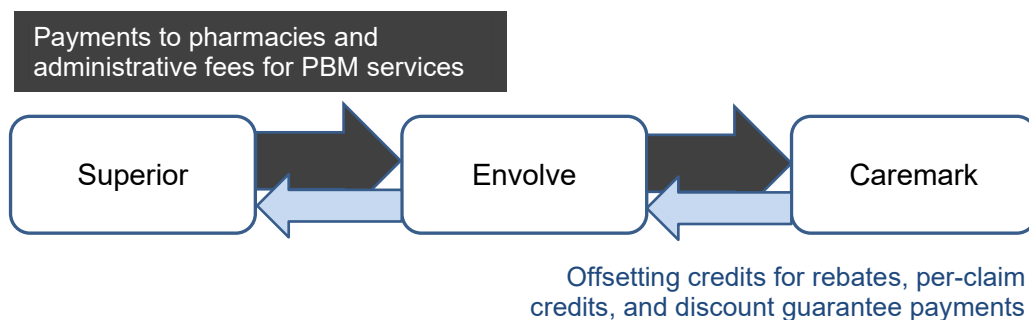 Payments to pharmacies and
administrative fees for PBM services
Superior
Envolve
Caremark
Offsetting credits for rebates, per-claim
credits, and discount guarantee payments